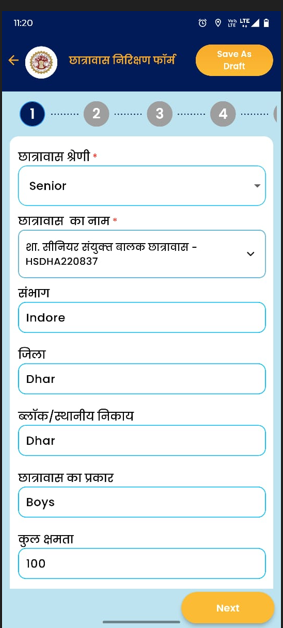 11:20
LTE
छात्रावास निरिक्षण फॉर्म
Save As
Draft
1
2
3
4
छात्रावास श्रेणी *
Senior
छात्रावास का नाम *
शा. सीनियर संयुक्त बालक छात्रावास -
HSDHA220837
संभाग
Indore
जिला
Dhar
ब्लॉक/स्थानीय निकाय
Dhar
छात्रावास का प्रकार
Boys
कुल क्षमता
100
Next